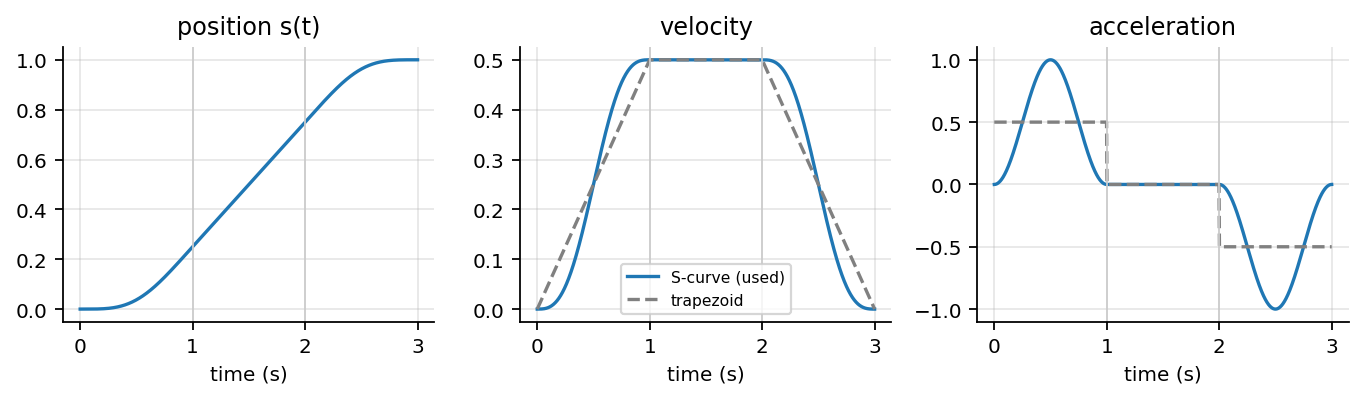 position s(t)
1.0
0.8
0.6
0.4
0.2
0.0
0 1 2 3
time (s)
velocity
0.5
0.4
0.3
0.2
0.1
0.0
S-curve (used)
trapezoid
0 1 2 3
time (s)
acceleration
1.0
0.5
0.0
−0.5
−1.0
0 1 2 3
time (s)